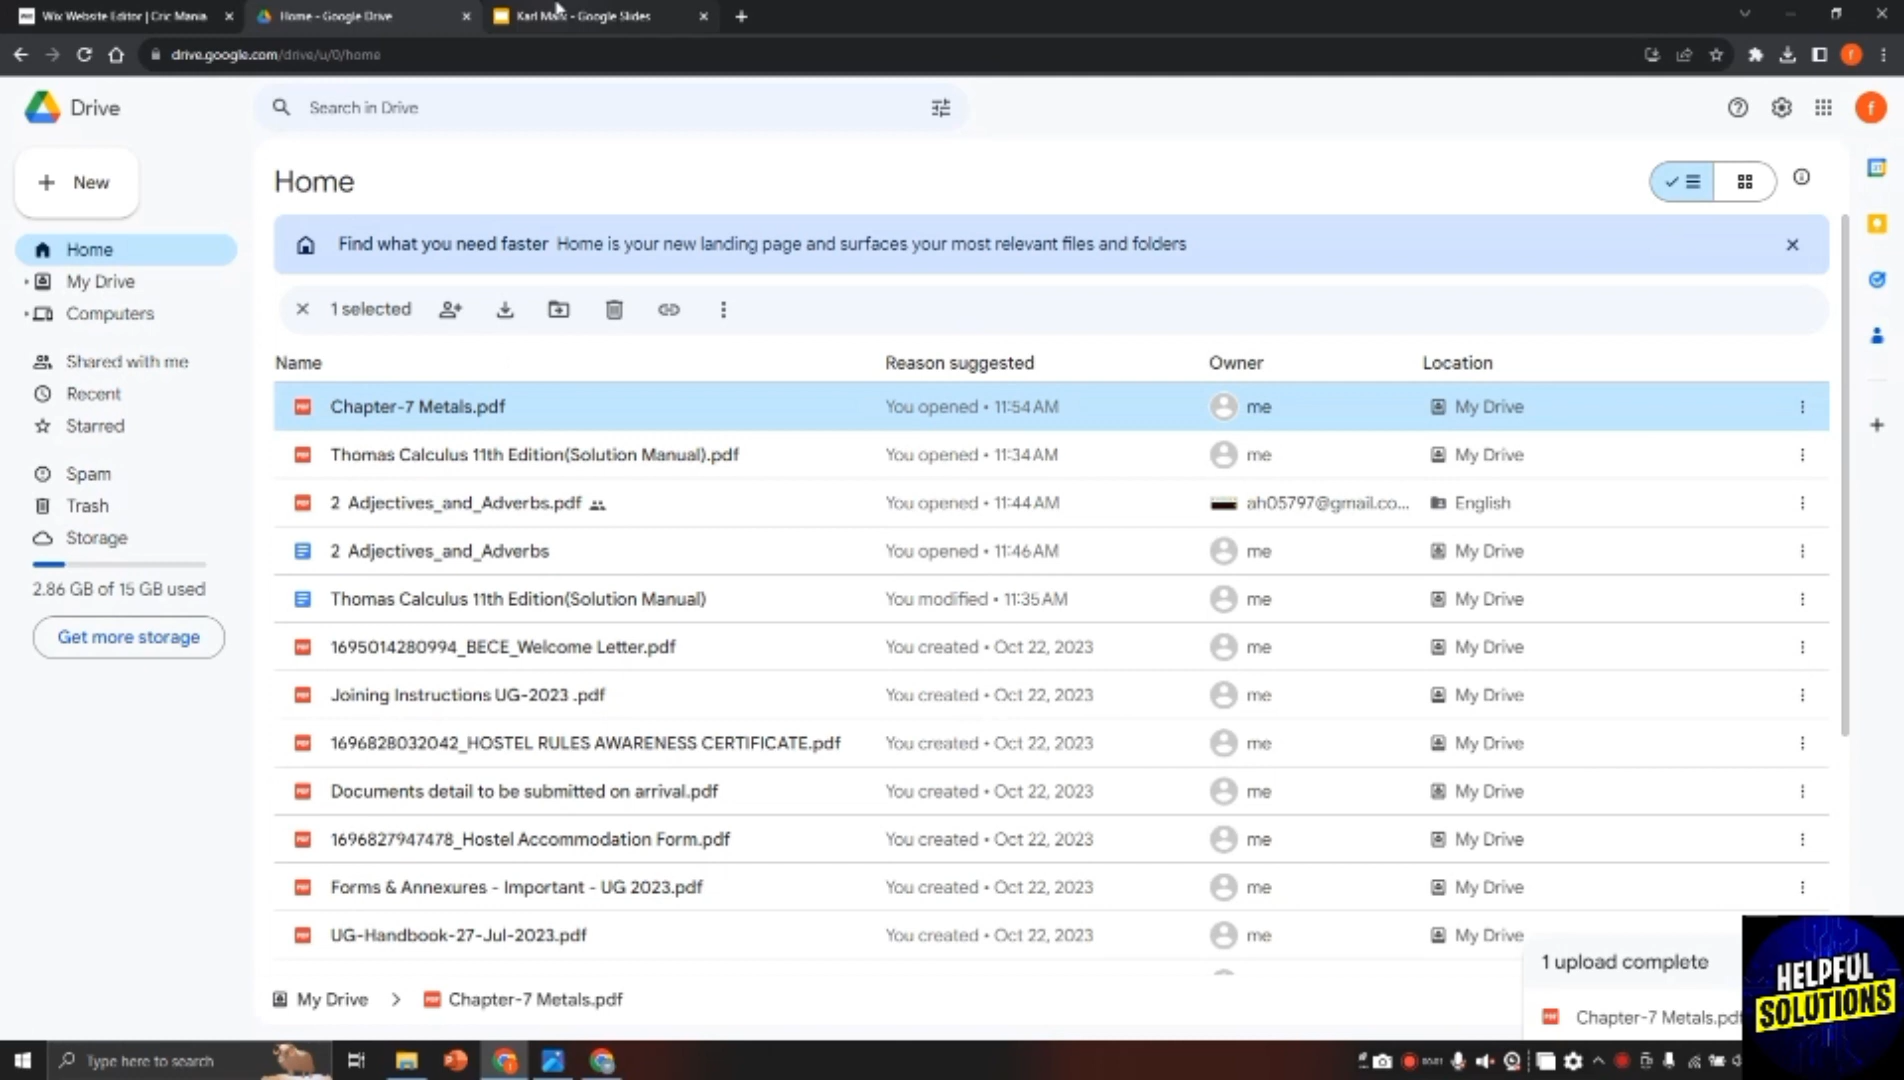 Wix Website Editor | Cric Mania
Home - Google Drive
Karl Marx - Google Slides
drive.google.com/drive/u/0/home
Drive
Search in Drive
f
New
Home
Home
Find what you need faster Home is your new landing page and surfaces your most relevant files and folders
My Drive
Computers
1 selected
Shared with me
Recent
Starred
Spam
Trash
Storage
2.86 GB of 15 GB used
Get more storage
Name Reason suggested Owner Location
Chapter-7 Metals.pdf You opened • 11:54 AM me My Drive
Thomas Calculus 11th Edition(Solution Manual).pdf You opened • 11:34 AM me My Drive
2 Adjectives_and_Adverbs.pdf You opened • 11:44 AM ah05797@gmail.co... English
2 Adjectives_and_Adverbs You opened • 11:46 AM me My Drive
Thomas Calculus 11th Edition(Solution Manual) You modified • 11:35 AM me My Drive
1695014280994_BECE_Welcome Letter.pdf You created • Oct 22, 2023 me My Drive
Joining Instructions UG-2023 .pdf You created • Oct 22, 2023 me My Drive
1696828032042_HOSTEL RULES AWARENESS CERTIFICATE.pdf You created • Oct 22, 2023 me My Drive
Documents detail to be submitted on arrival.pdf You created • Oct 22, 2023 me My Drive
1696827947478_Hostel Accommodation Form.pdf You created • Oct 22, 2023 me My Drive
Forms & Annexures - Important - UG 2023.pdf You created • Oct 22, 2023 me My Drive
UG-Handbook-27-Jul-2023.pdf You created • Oct 22, 2023 me My Drive
My Drive > Chapter-7 Metals.pdf
1 upload complete
Chapter-7 Metals.pdf
HELPFUL
SOLUTIONS
Type here to search